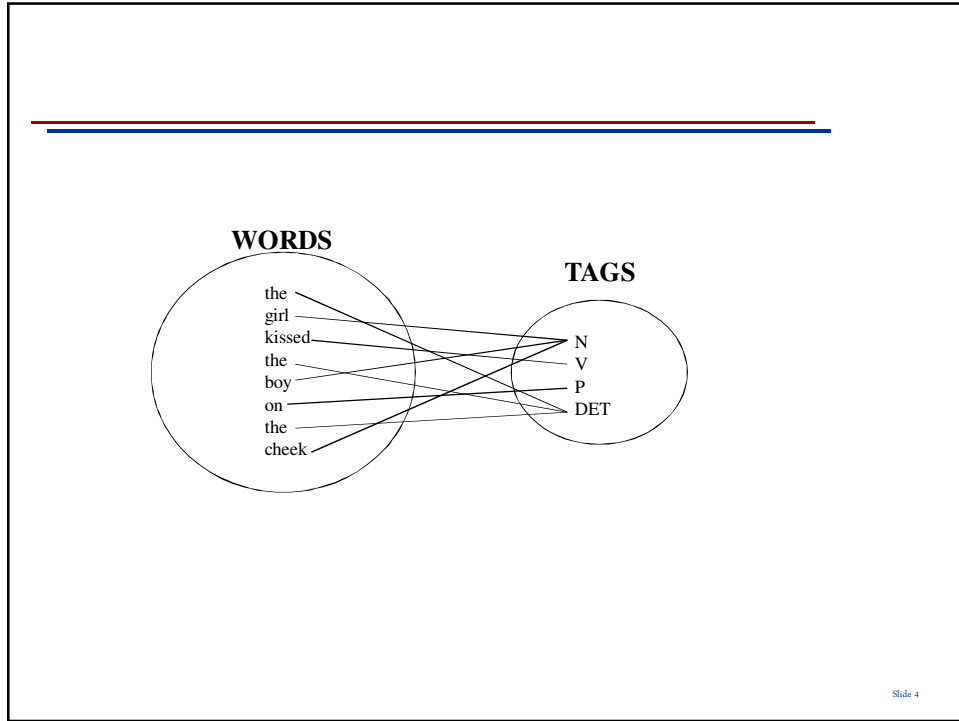 WORDS
the
girl
kissed
the
boy
on
the
cheek
TAGS
N
V
P
DET
Slide 4